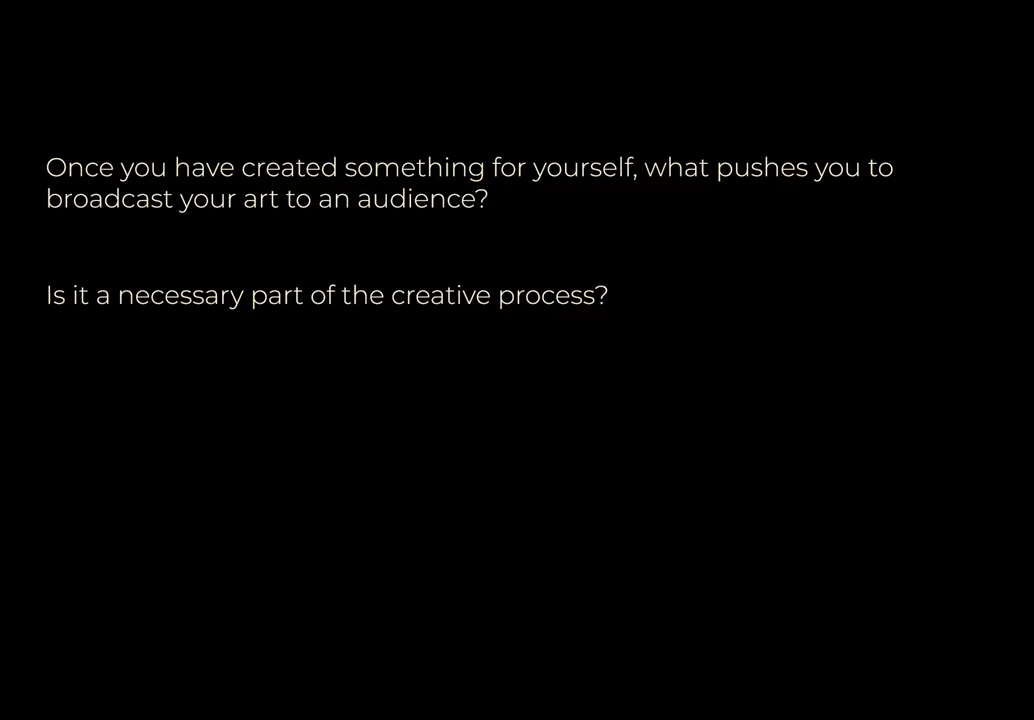 Once you have created something for yourself, what pushes you to
broadcast your art to an audience?
Is it a necessary part of the creative process?